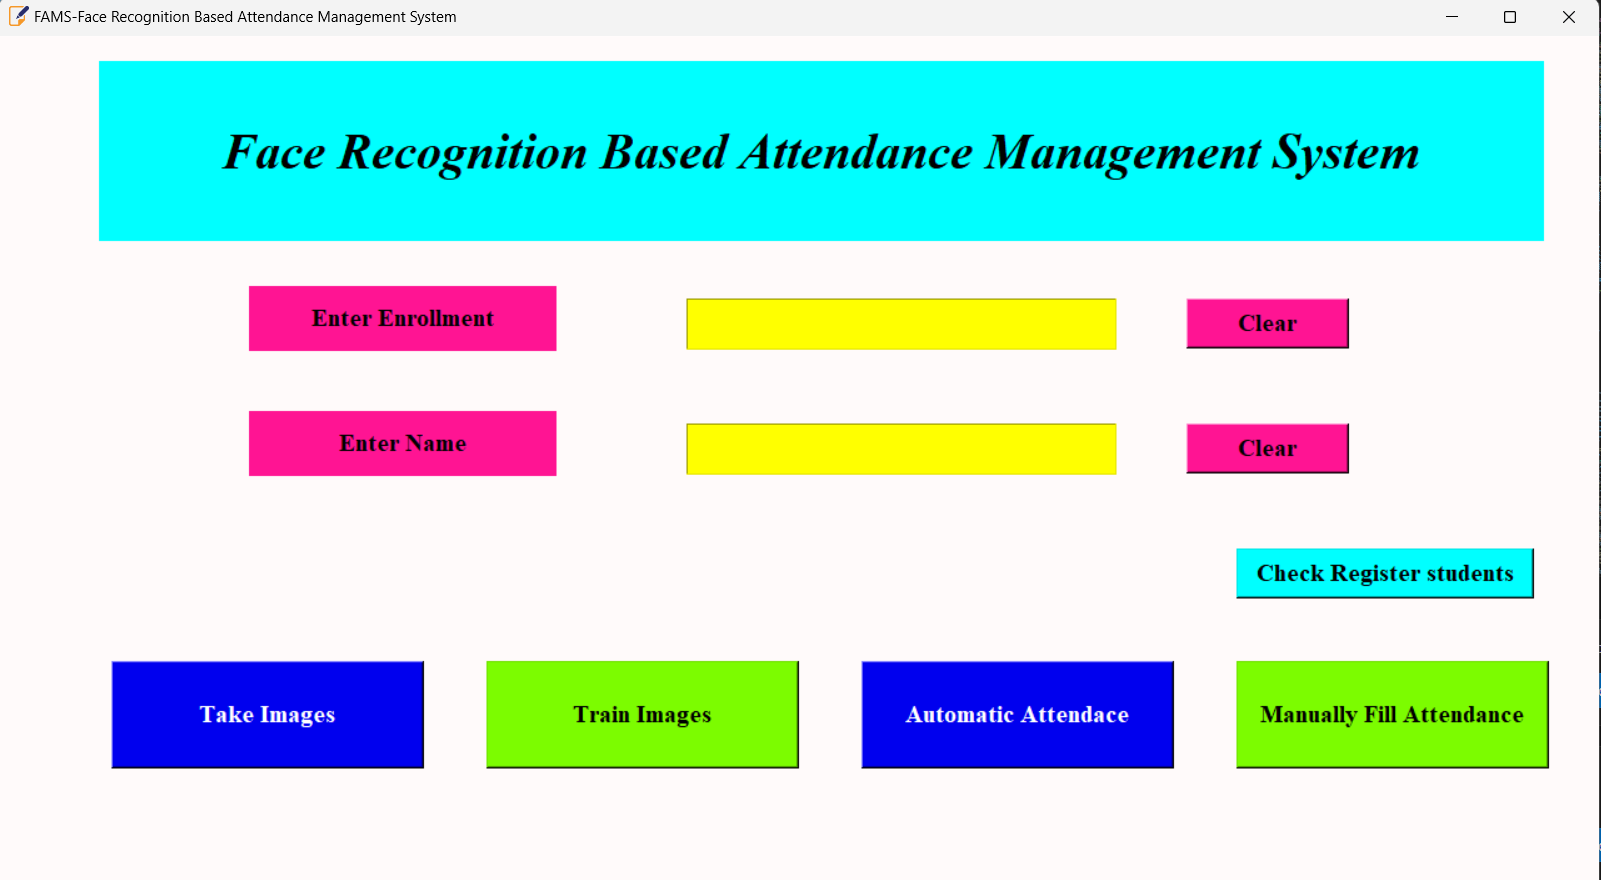 FAMS-Face Recognition Based Attendance Management System
Face Recognition Based Attendance Management System
Enter Enrollment
Clear
Enter Name
Clear
Check Register students
Take Images
Train Images
Automatic Attendace
Manually Fill Attendance